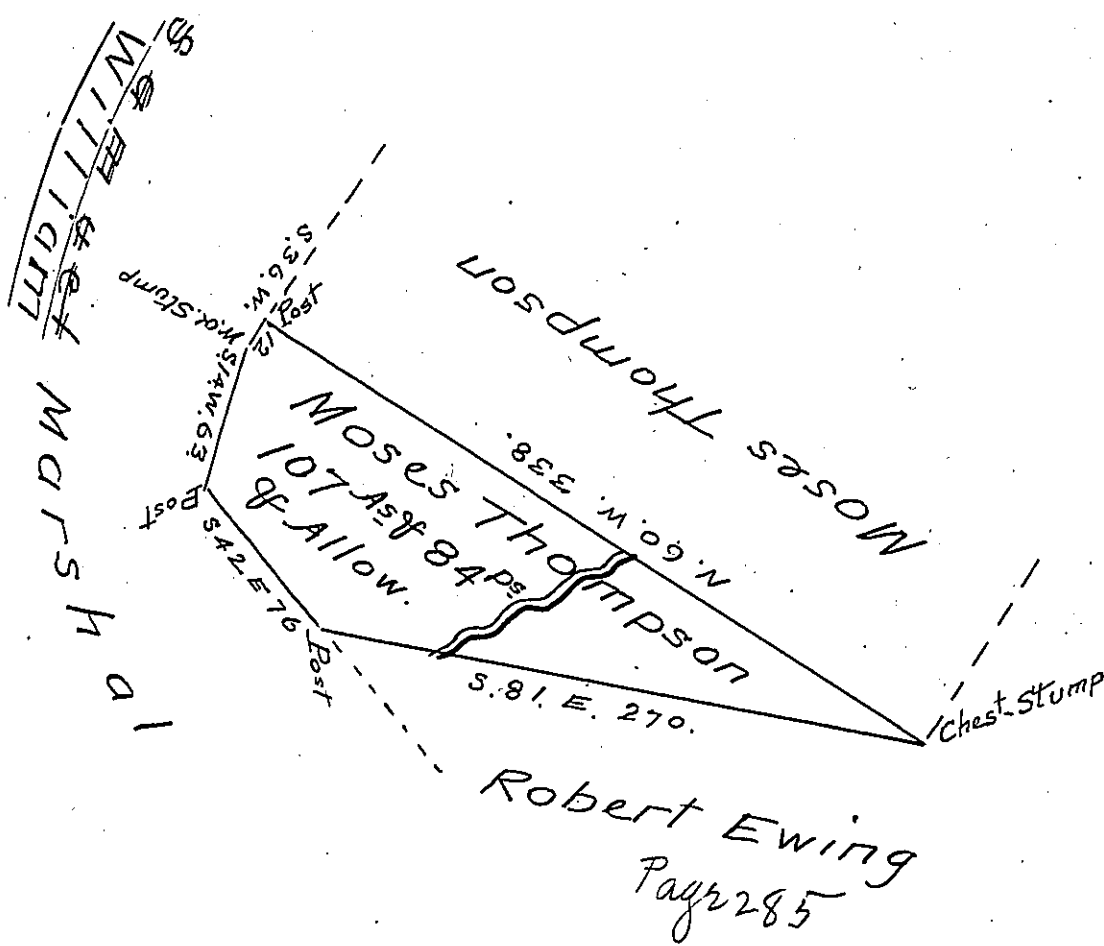 William
Marshal
S.36.W.
Post
12
W.O. Stump
S.14.W.63
Post
S.42.E 76
Post
S.81.E. 270.
Chest. Stump
N.60.W. 338.
Moses Thompson
Moses Thompson
107 As & 84 ps
& Allow.
Robert Ewing
Page 285